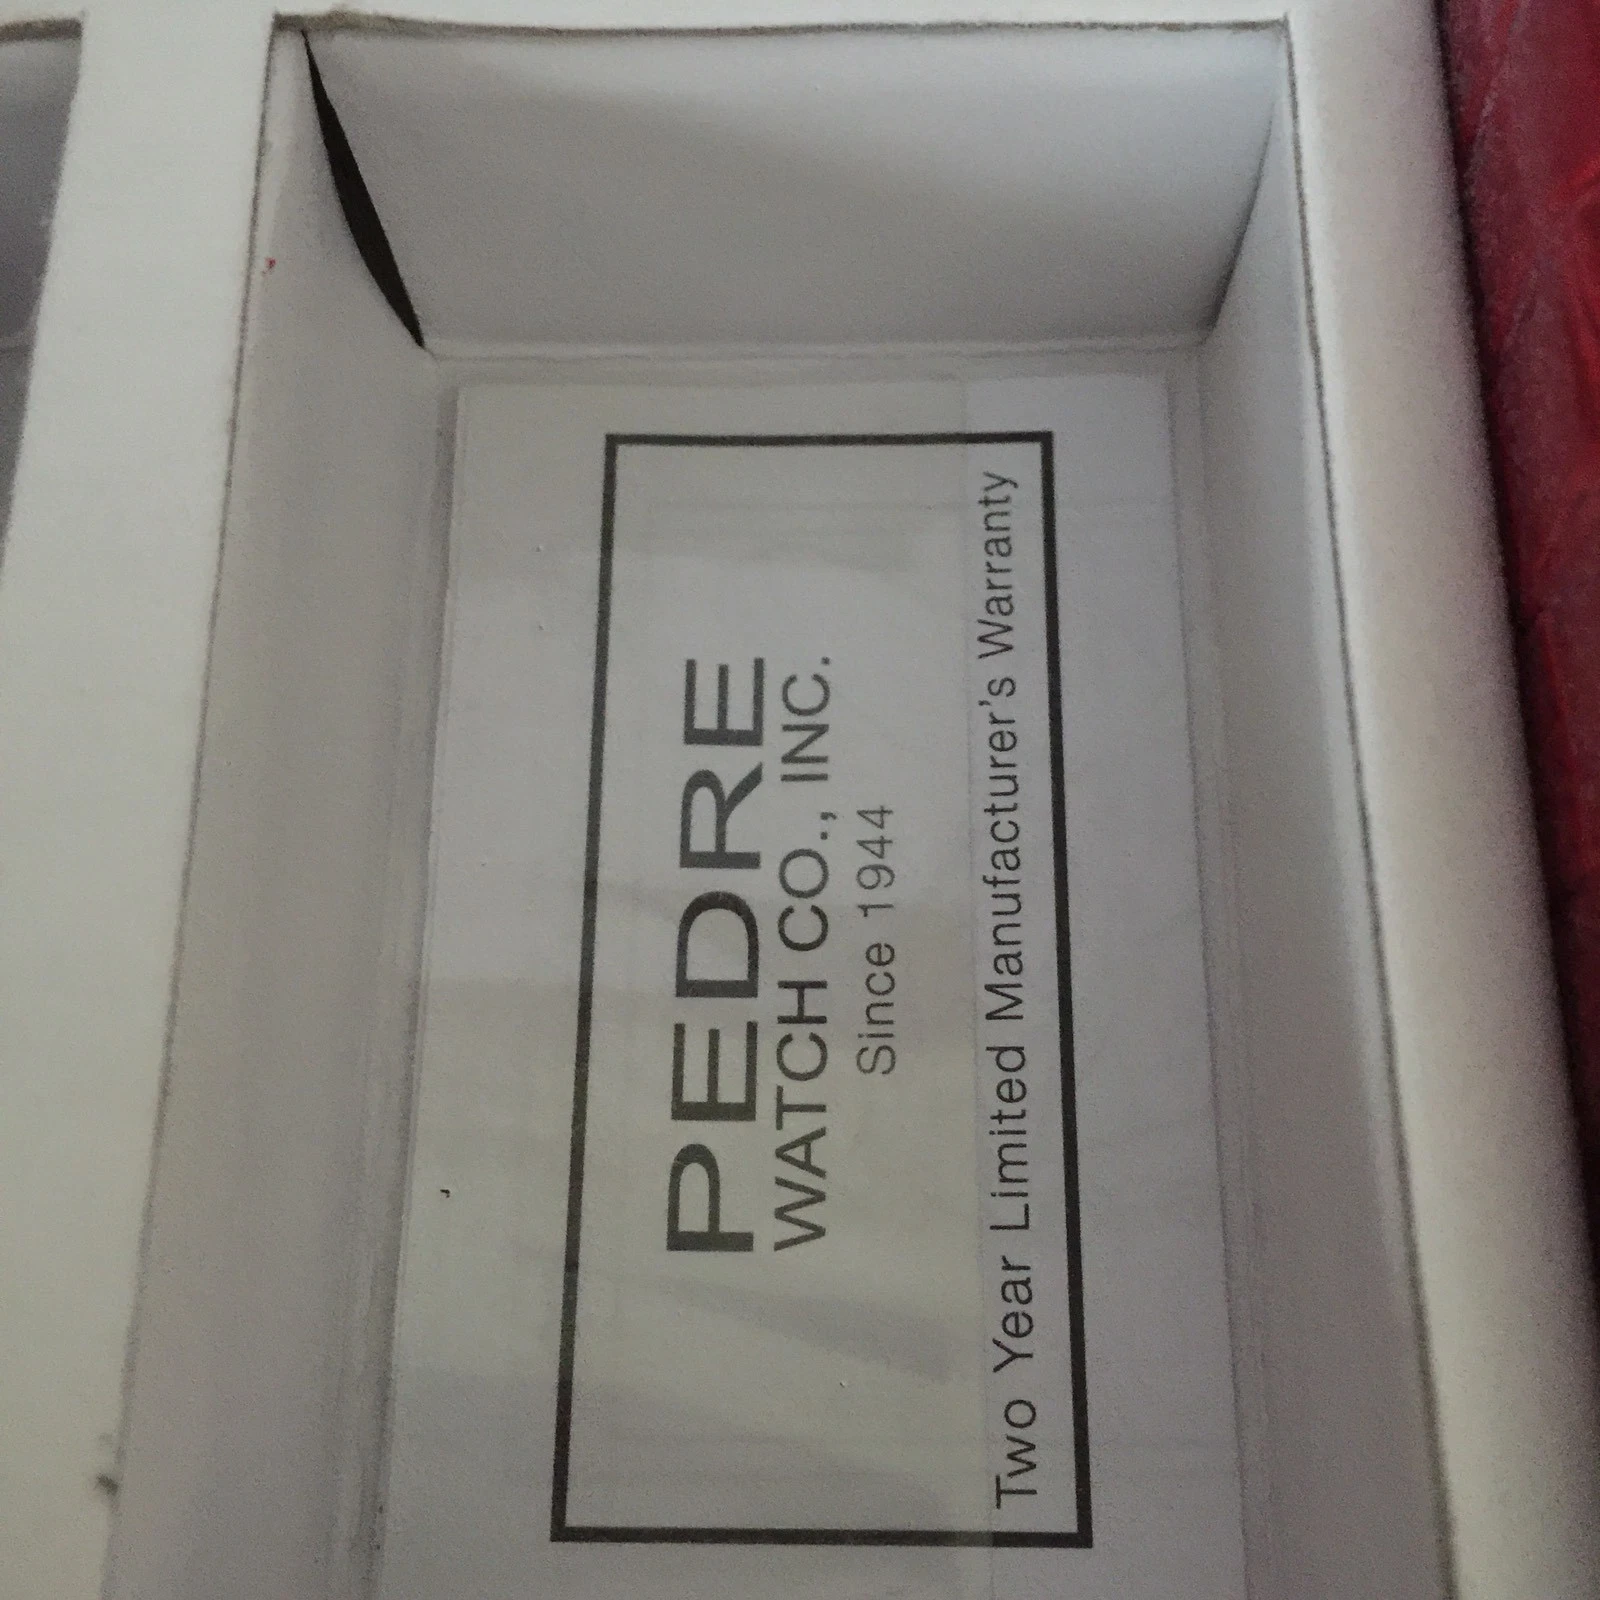 PEDRE
WATCH CO., INC.
Since 1944
Two Year Limited Manufacturer's Warranty